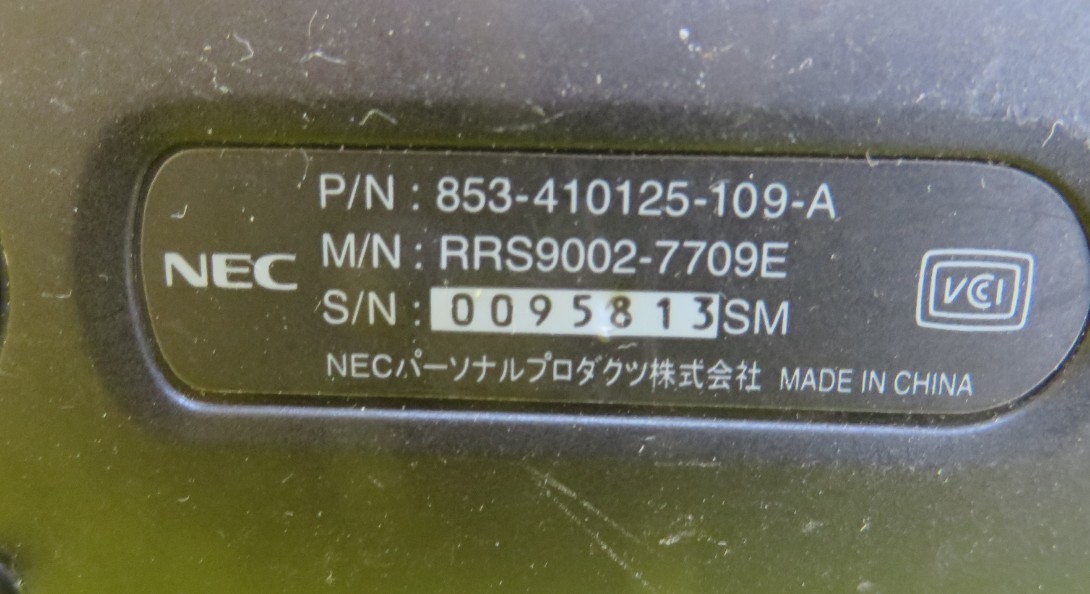 P/N : 853-410125-109-A
NEC M/N : RRS9002-7709E
VCCI
S/N : 0095813SM
NECパーソナルプロダクツ株式会社 MADE IN CHINA